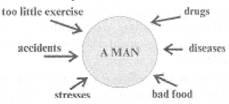 too little exercise
drugs
accidents
A MAN
diseases
stresses
bad food